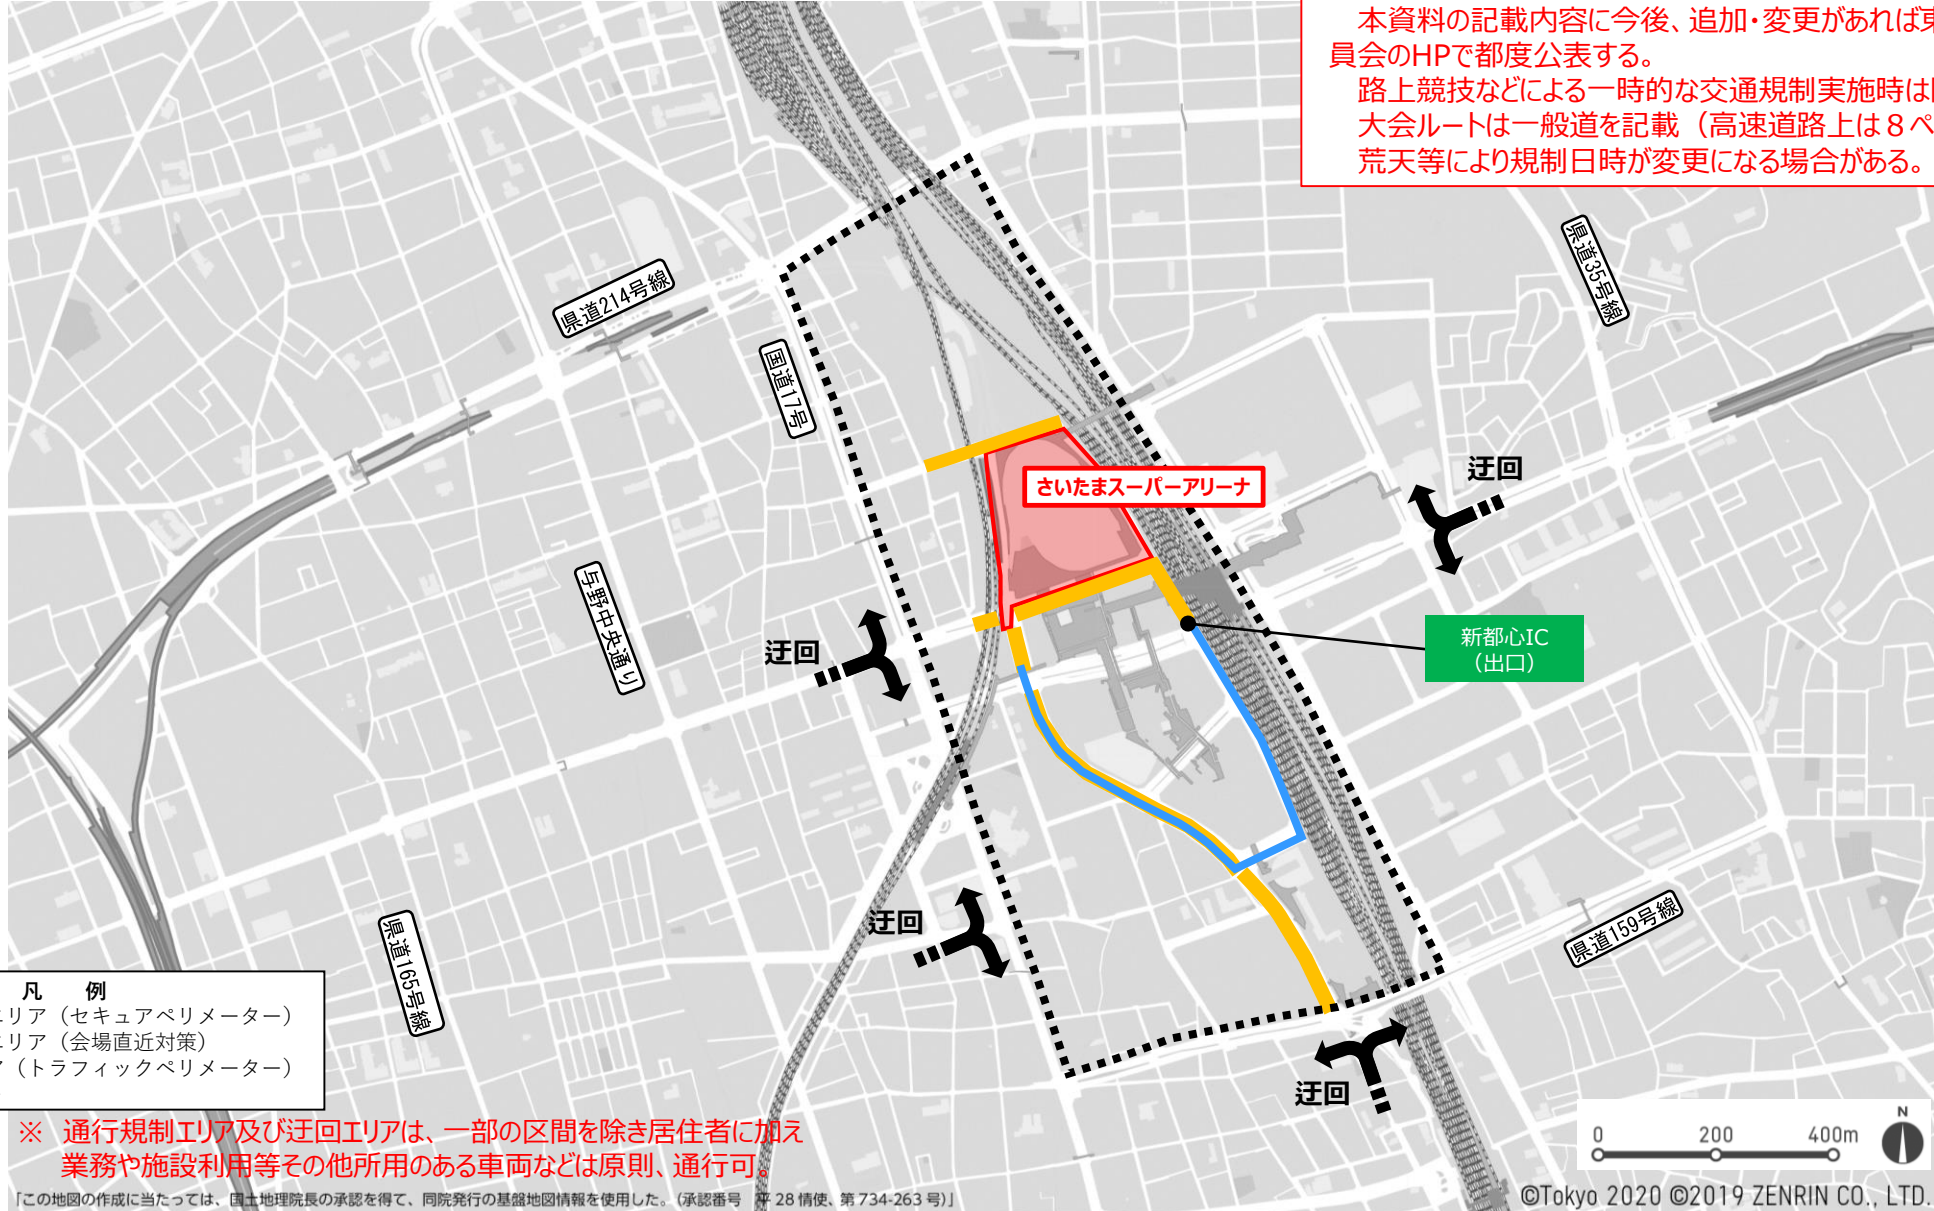 本資料の記載内容に今後、追加・変更があれば東
員会のHPで都度公表する。
路上競技などによる一時的な交通規制実施時は
大会ルートは一般道を記載（高速道路上は８ペ
荒天等により規制日時が変更になる場合がある。
県道35号線
県道214号線
国道17号
迂回
さいたまスーパーアリーナ
与野中央通り
迂回
新都心IC
（出口）
迂回
県道159号線
県道165号線
凡　例
エリア（セキュアペリメーター）
エリア（会場直近対策）
ア（トラフィックペリメーター）
迂回
※　通行規制エリア及び迂回エリアは、一部の区間を除き居住者に加え
業務や施設利用等その他所用のある車両などは原則、通行可。
0 200 400m
N
「この地図の作成に当たっては、国土地理院長の承認を得て、同院発行の基盤地図情報を使用した。（承認番号　平 28 情使、第 734-263 号）」
©Tokyo 2020 ©2019 ZENRIN CO., LTD.